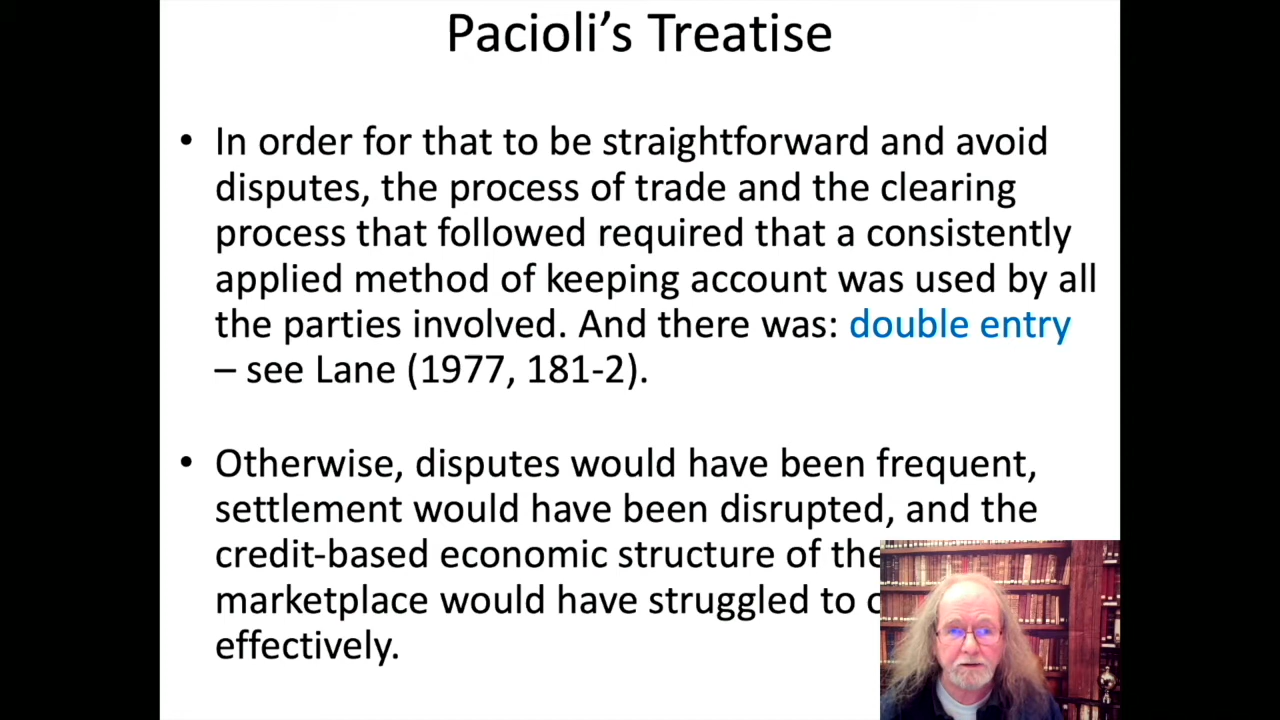 Pacioli’s Treatise
• In order for that to be straightforward and avoid
disputes, the process of trade and the clearing
process that followed required that a consistently
applied method of keeping account was used by all
the parties involved. And there was: double entry
– see Lane (1977, 181-2).
• Otherwise, disputes would have been frequent,
settlement would have been disrupted, and the
credit-based economic structure of the
marketplace would have struggled to
effectively.